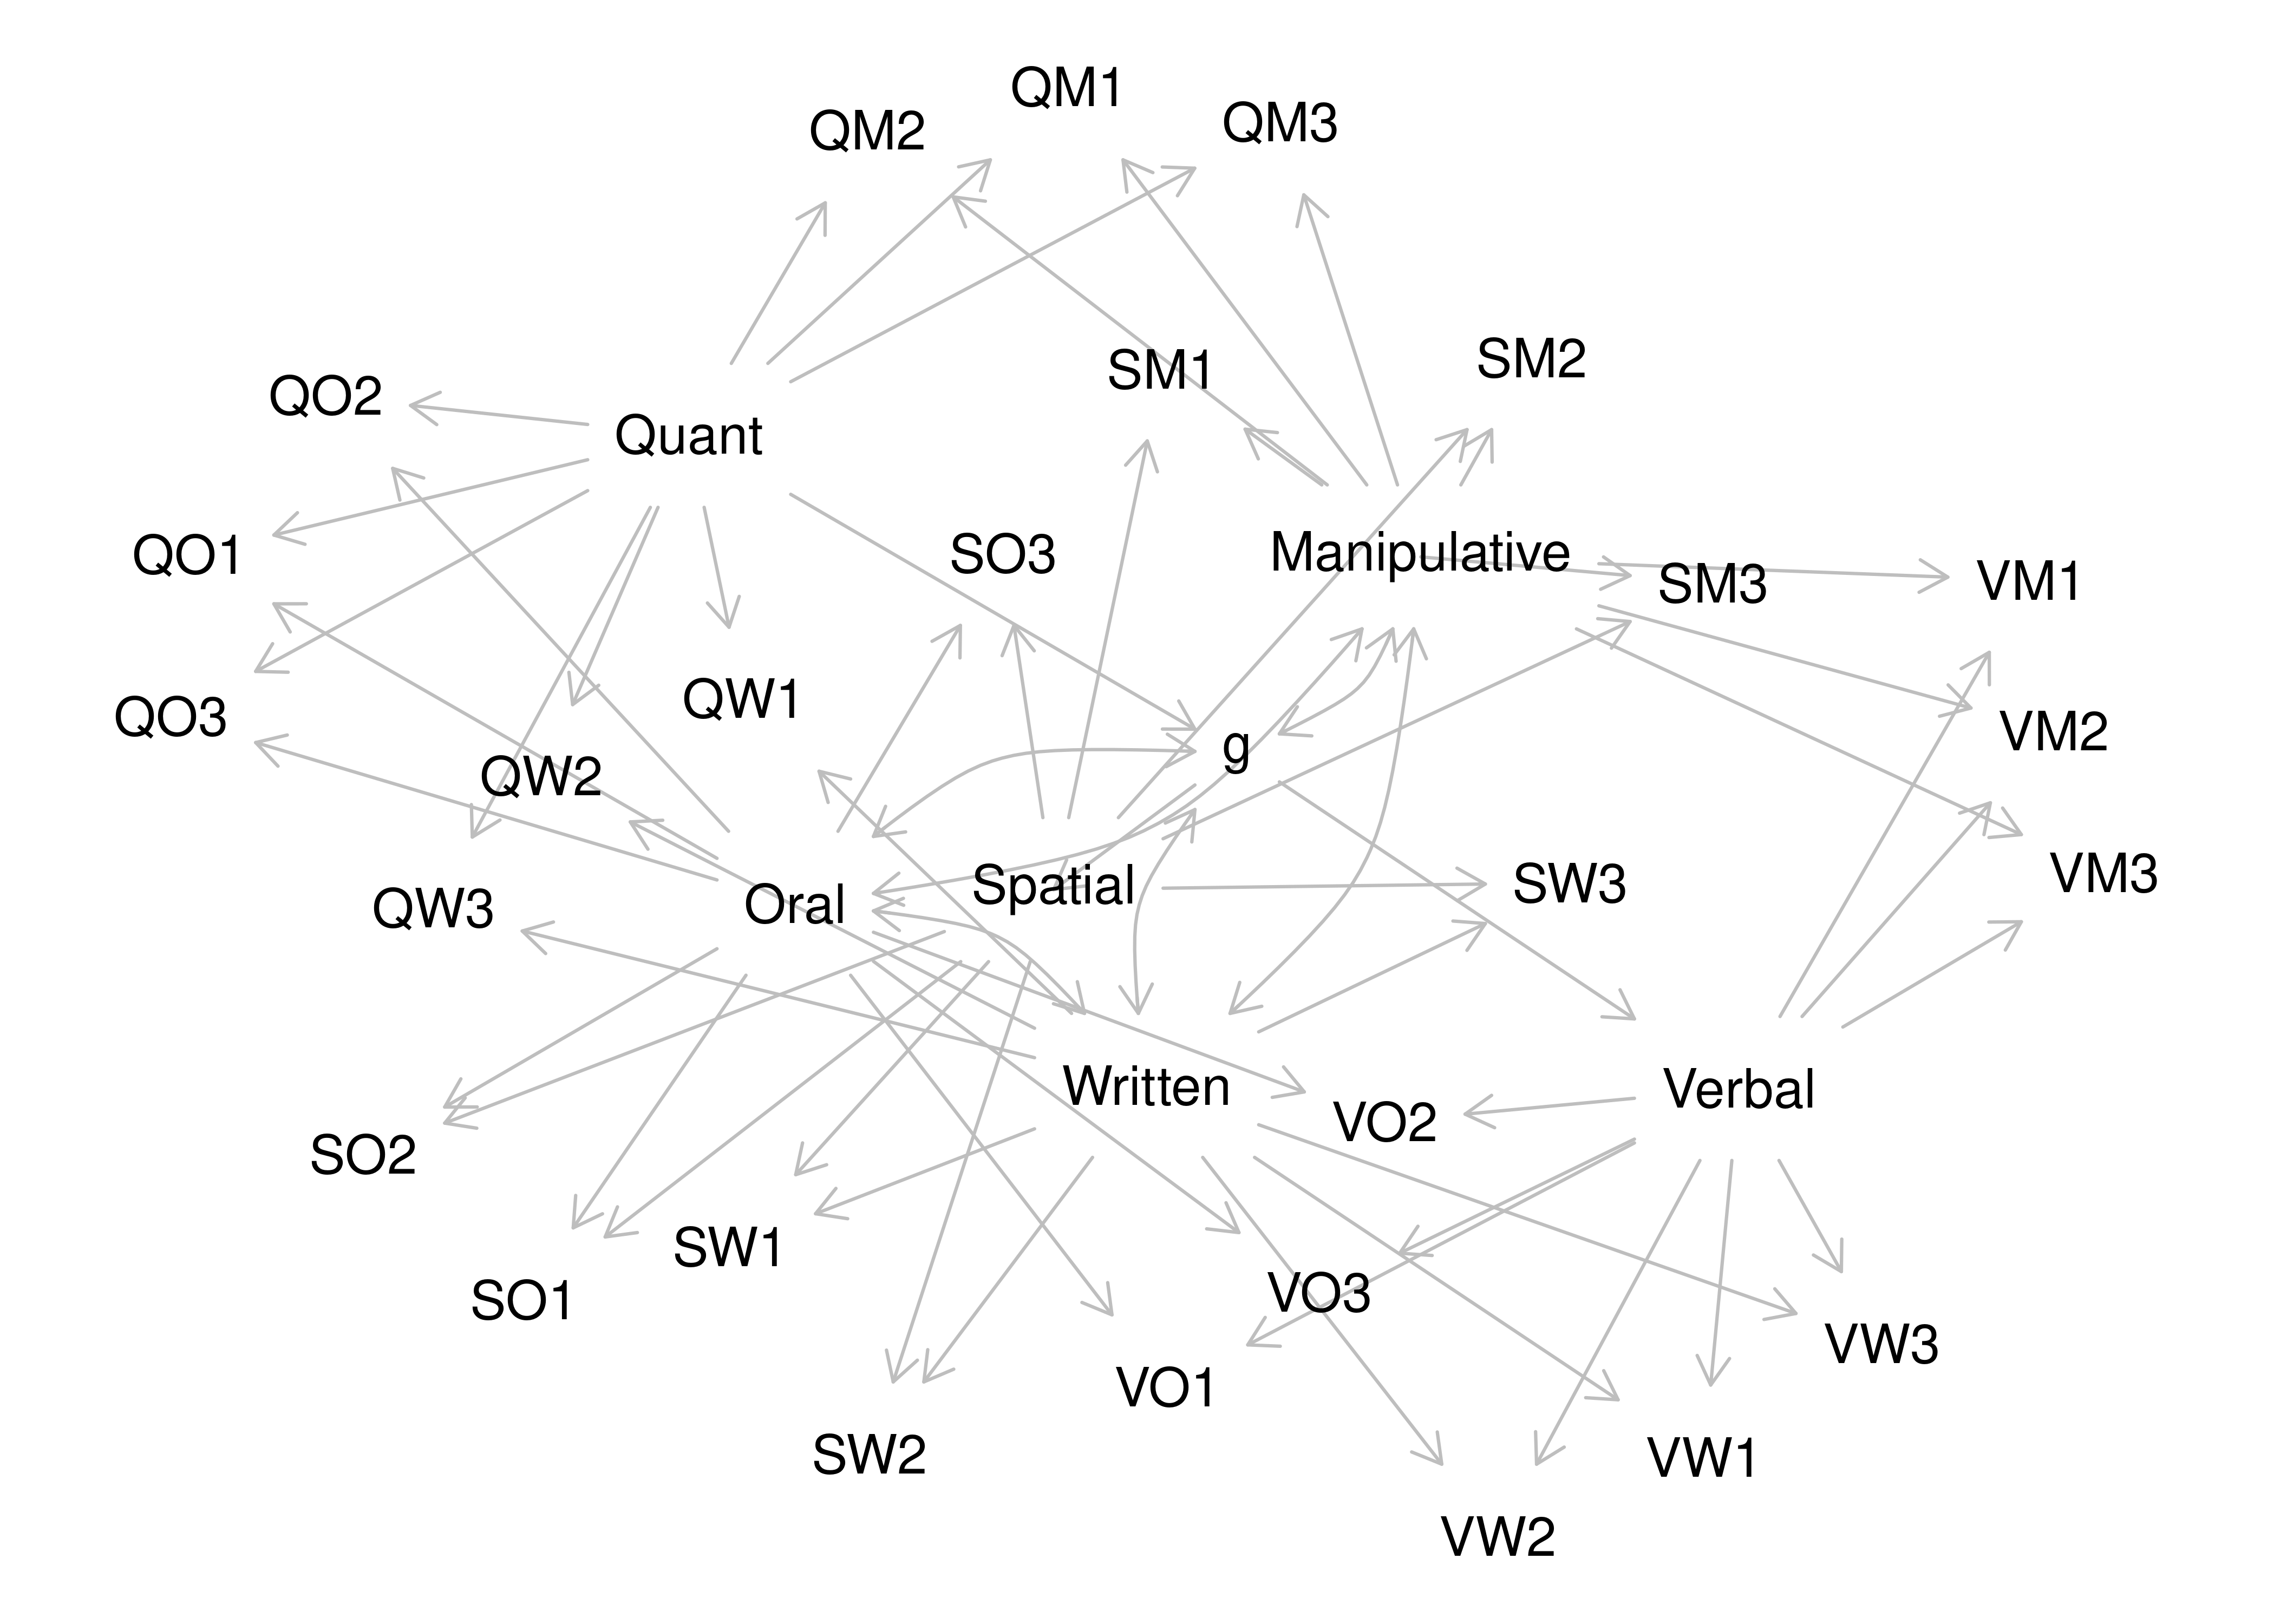 QM1
QM2
QM3
SM2
SM1
QO2
Quant
QO1
SO3
Manipulative
SM3
VM1
QO3
QW1
VM2
g
QW2
VM3
QW3
Oral
Spatial
SW3
Written
Verbal
VO2
SO2
SW1
SO1
VO3
VW3
VO1
SW2
VW1
VW2